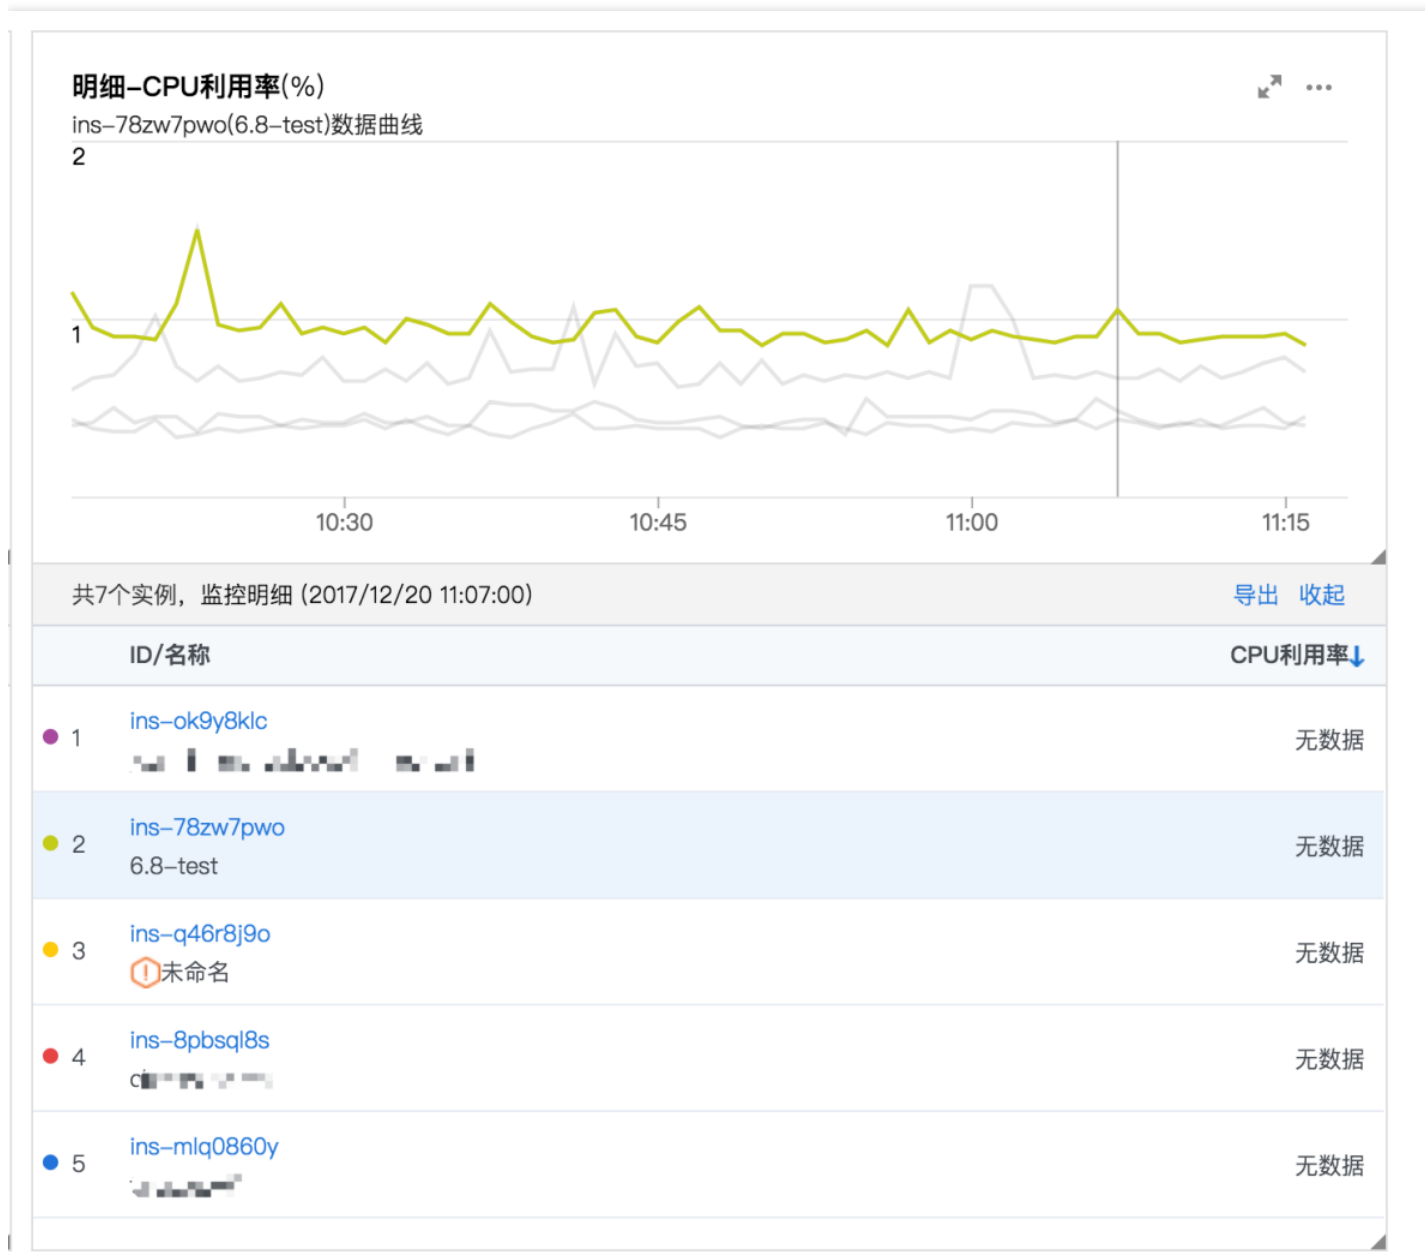 明细-CPU利用率(%)
ins-78zw7pwo(6.8-test)数据曲线
2
1
10:30 10:45 11:00 11:15
共7个实例，监控明细 (2017/12/20 11:07:00) 导出 收起
ID/名称 CPU利用率↓
1 ins-ok9y8klc 无数据
2 ins-78zw7pwo 无数据
6.8-test
3 ins-q46r8j9o 无数据
未命名
4 ins-8pbsql8s 无数据
5 ins-mlq0860y 无数据